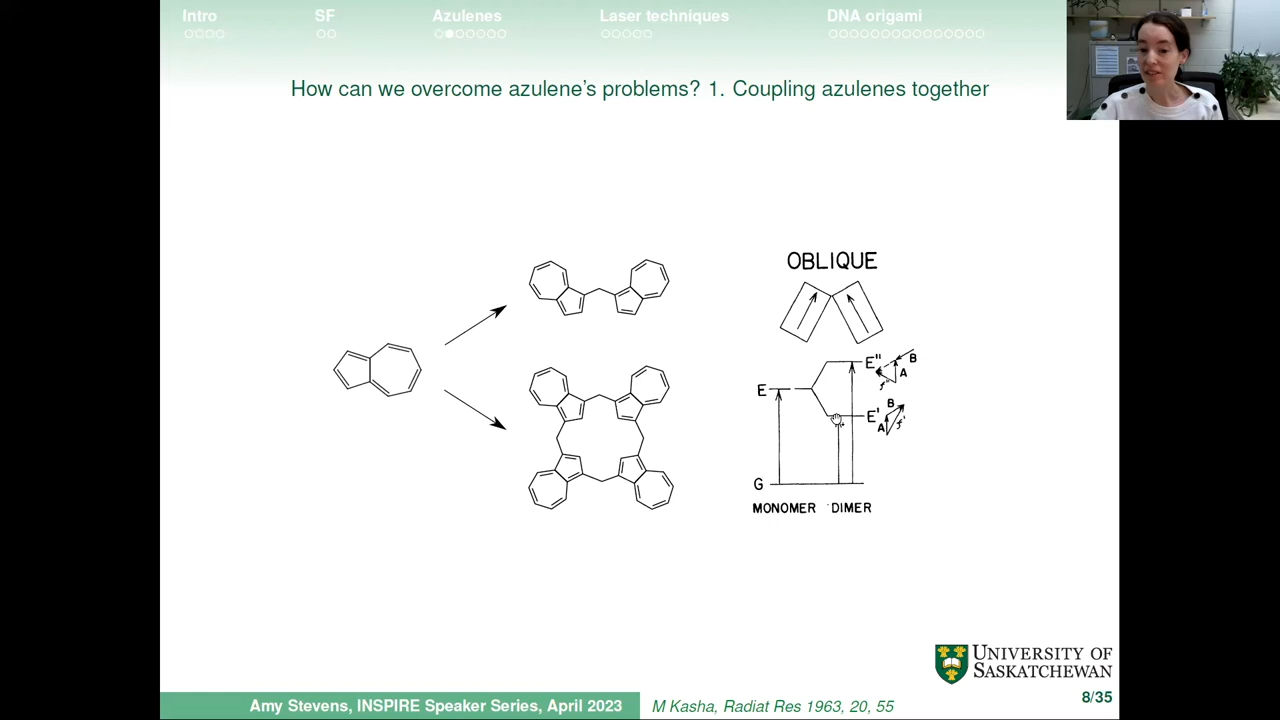 Intro SF Azulenes Laser techniques DNA origami
How can we overcome azulene's problems? 1. Coupling azulenes together
OBLIQUE
E" B
A
f"
E
E' B
A f'
G
MONOMER DIMER
UNIVERSITY OF
SASKATCHEWAN
8/35
Amy Stevens, INSPIRE Speaker Series, April 2023 M Kasha, Radiat Res 1963, 20, 55